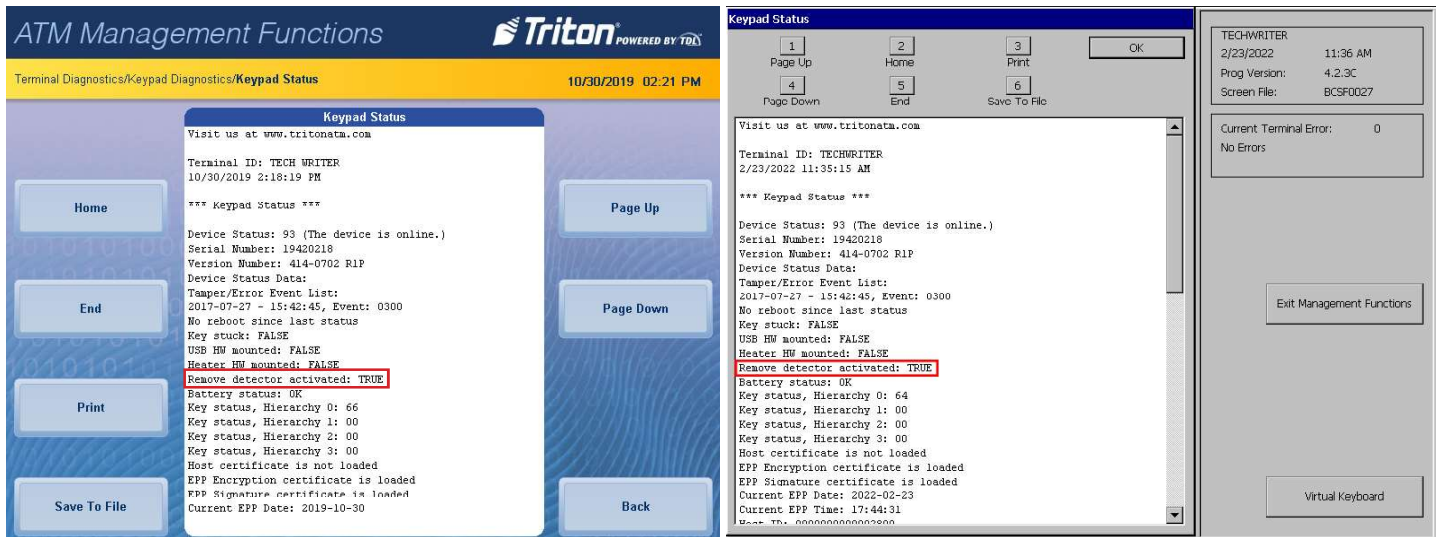 ATM Management Functions
Triton® POWERED BY TDL
Terminal Diagnostics/Keypad Diagnostics/Keypad Status
10/30/2019 02:21 PM
Keypad Status
Visit us at www.tritonatm.com
Terminal ID: TECH WRITER
10/30/2019 2:18:19 PM
*** Keypad Status ***
Device Status: 93 (The device is online.)
Serial Number: 19420218
Version Number: 414-0702 R1P
Device Status Data:
Tamper/Error Event List:
2017-07-27 - 15:42:45, Event: 0300
No reboot since last status
Key stuck: FALSE
USB HW mounted: FALSE
Heater HW mounted: FALSE
Remove detector activated: TRUE
Battery status: OK
Key status, Hierarchy 0: 66
Key status, Hierarchy 1: 00
Key status, Hierarchy 2: 00
Key status, Hierarchy 3: 00
Host certificate is not loaded
EPP Encryption certificate is loaded
EPP Signature certificate is loaded
Current EPP Date: 2019-10-30
Home
End
Print
Save To File
Page Up
Page Down
Back
Keypad Status
1
Page Up
2
Home
3
Print
OK
4
Page Down
5
End
6
Save To File
Visit us at www.tritonatm.com
Terminal ID: TECHWRITER
2/23/2022 11:35:15 AM
*** Keypad Status ***
Device Status: 93 (The device is online.)
Serial Number: 19420218
Version Number: 414-0702 R1P
Device Status Data:
Tamper/Error Event List:
2017-07-27 - 15:42:45, Event: 0300
No reboot since last status
Key stuck: FALSE
USB HW mounted: FALSE
Heater HW mounted: FALSE
Remove detector activated: TRUE
Battery status: OK
Key status, Hierarchy 0: 64
Key status, Hierarchy 1: 00
Key status, Hierarchy 2: 00
Key status, Hierarchy 3: 00
Host certificate is not loaded
EPP Encryption certificate is loaded
EPP Signature certificate is loaded
Current EPP Date: 2022-02-23
Current EPP Time: 17:44:31
Host ID:
TECHWRITER
2/23/2022 11:36 AM
Prog Version: 4.2.3C
Screen File: BCSF0027
Current Terminal Error: 0
No Errors
Exit Management Functions
Virtual Keyboard